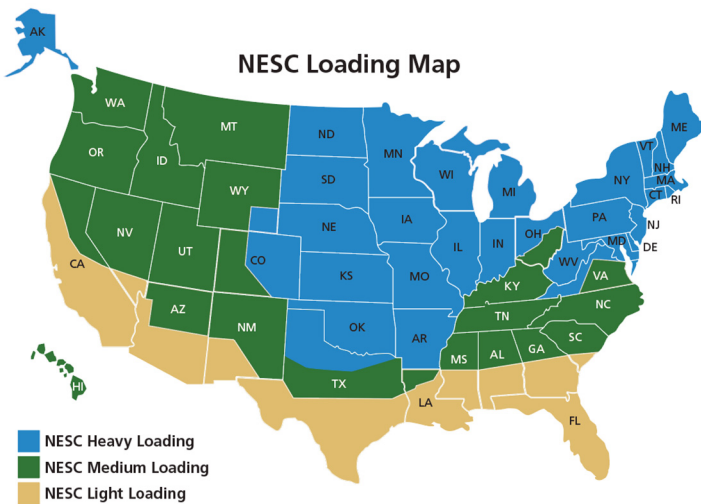 AK
NESC Loading Map
WA
MT
ND
MN
ME
VT
NH
OR
ID
SD
WI
MI
NY
MA
CT
RI
WY
IA
PA
NJ
NV
UT
NE
IL
IN
OH
MD
DE
CA
CO
KS
MO
WV
VA
KY
AZ
NM
OK
AR
TN
NC
SC
MS
AL
GA
HI
TX
LA
FL
NESC Heavy Loading
NESC Medium Loading
NESC Light Loading